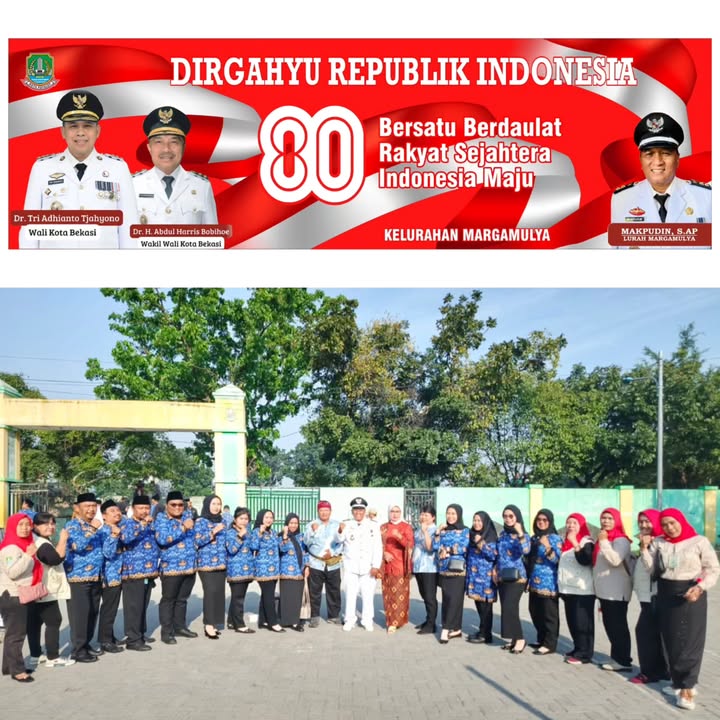 DIRGAHYU REPUBLIK INDONESIA
80
Bersatu Berdaulat
Rakyat Sejahtera
Indonesia Maju
KELURAHAN MARGAMULYA
Dr. Tri Adhianto Tjahyono
Wali Kota Bekasi
Dr. H. Abdul Harris Bobihoe
Wakil Wali Kota Bekasi
MAKPUDIN, S.AP
LURAH MARGAMULYA